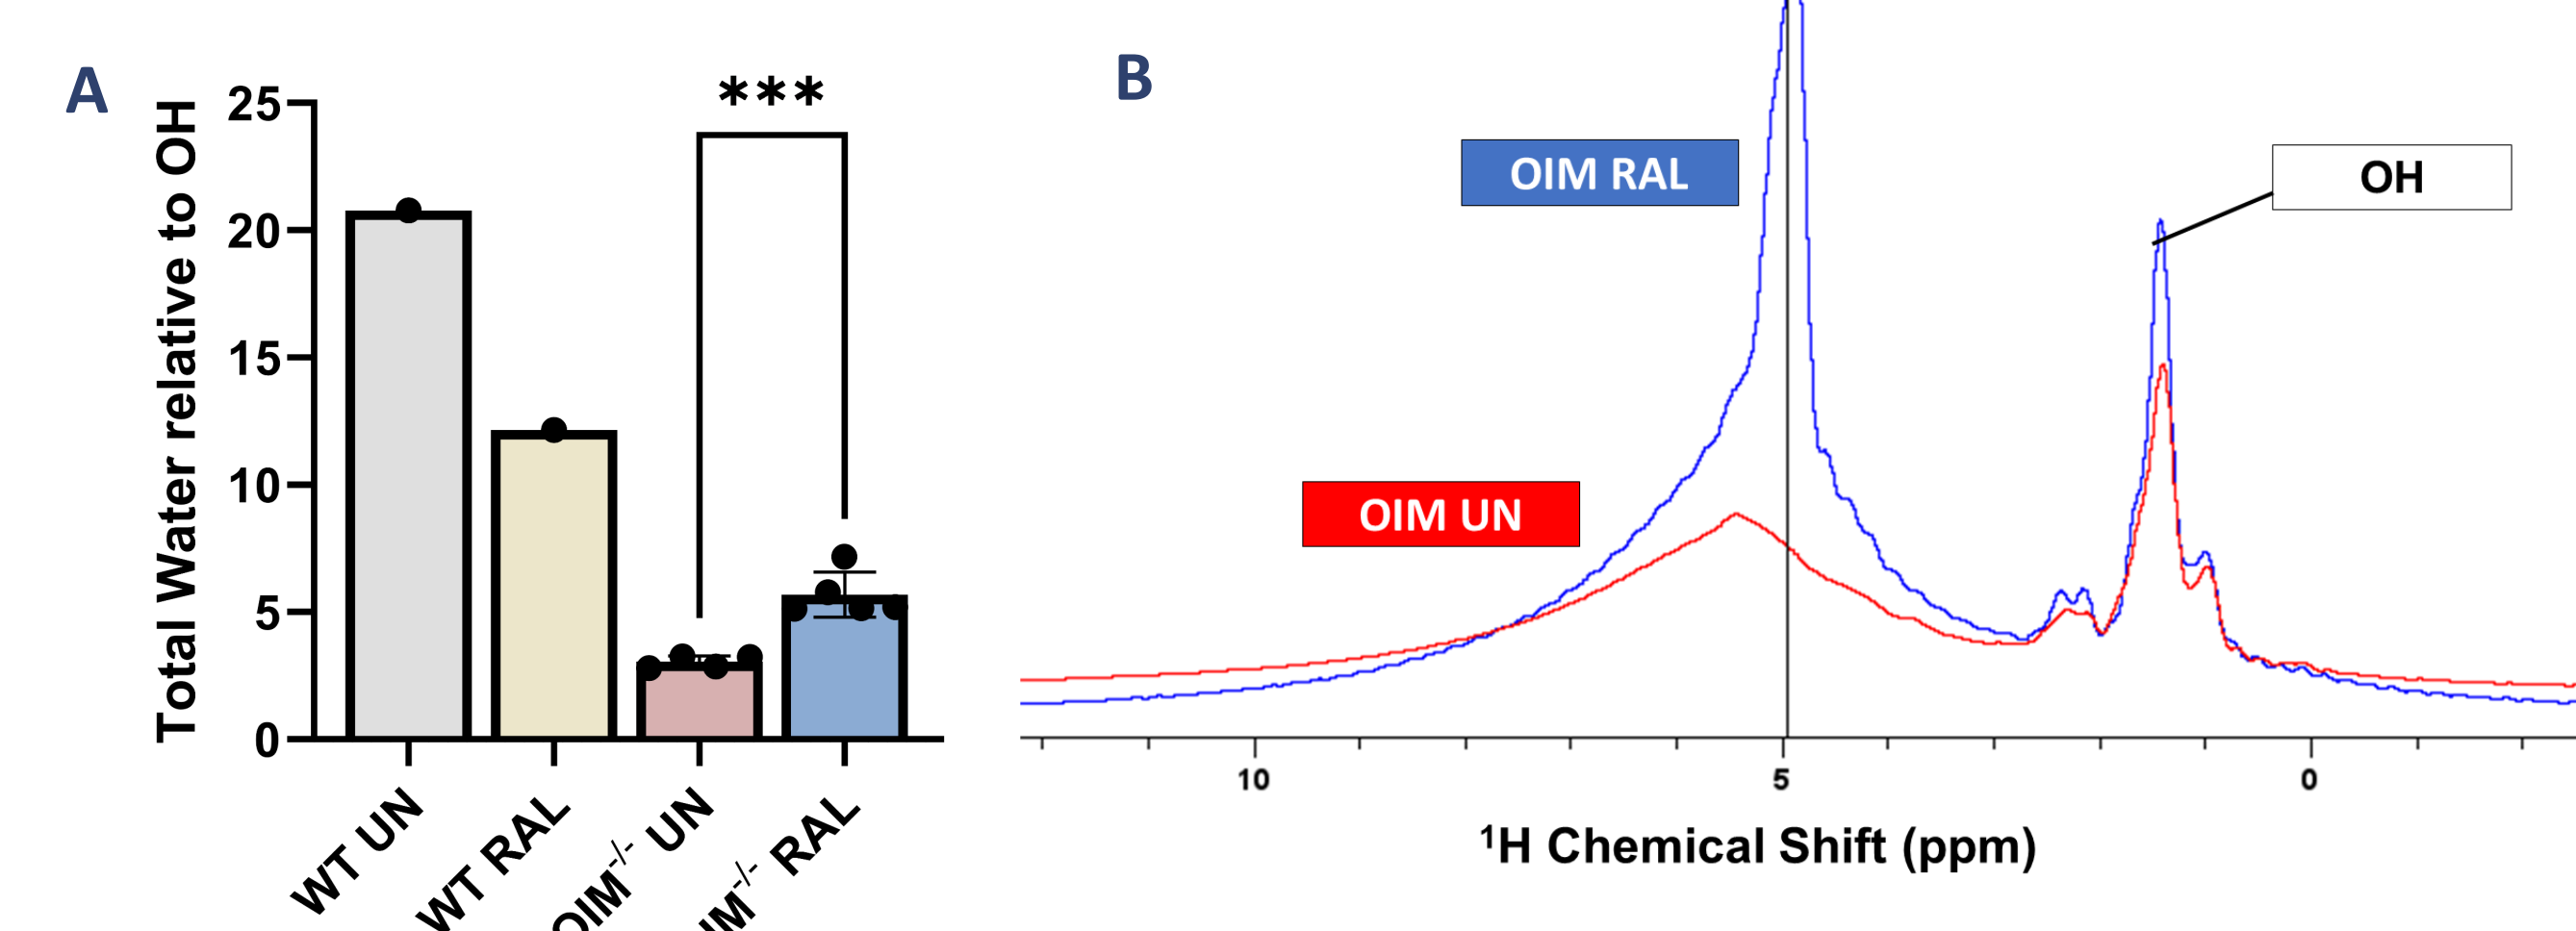 A
***
Total Water relative to OH
25
20
15
10
5
0
WT UN
WT RAL
OIM-/- UN
IM-/- RAL
B
OIM RAL
OH
OIM UN
10
5
0
¹H Chemical Shift (ppm)